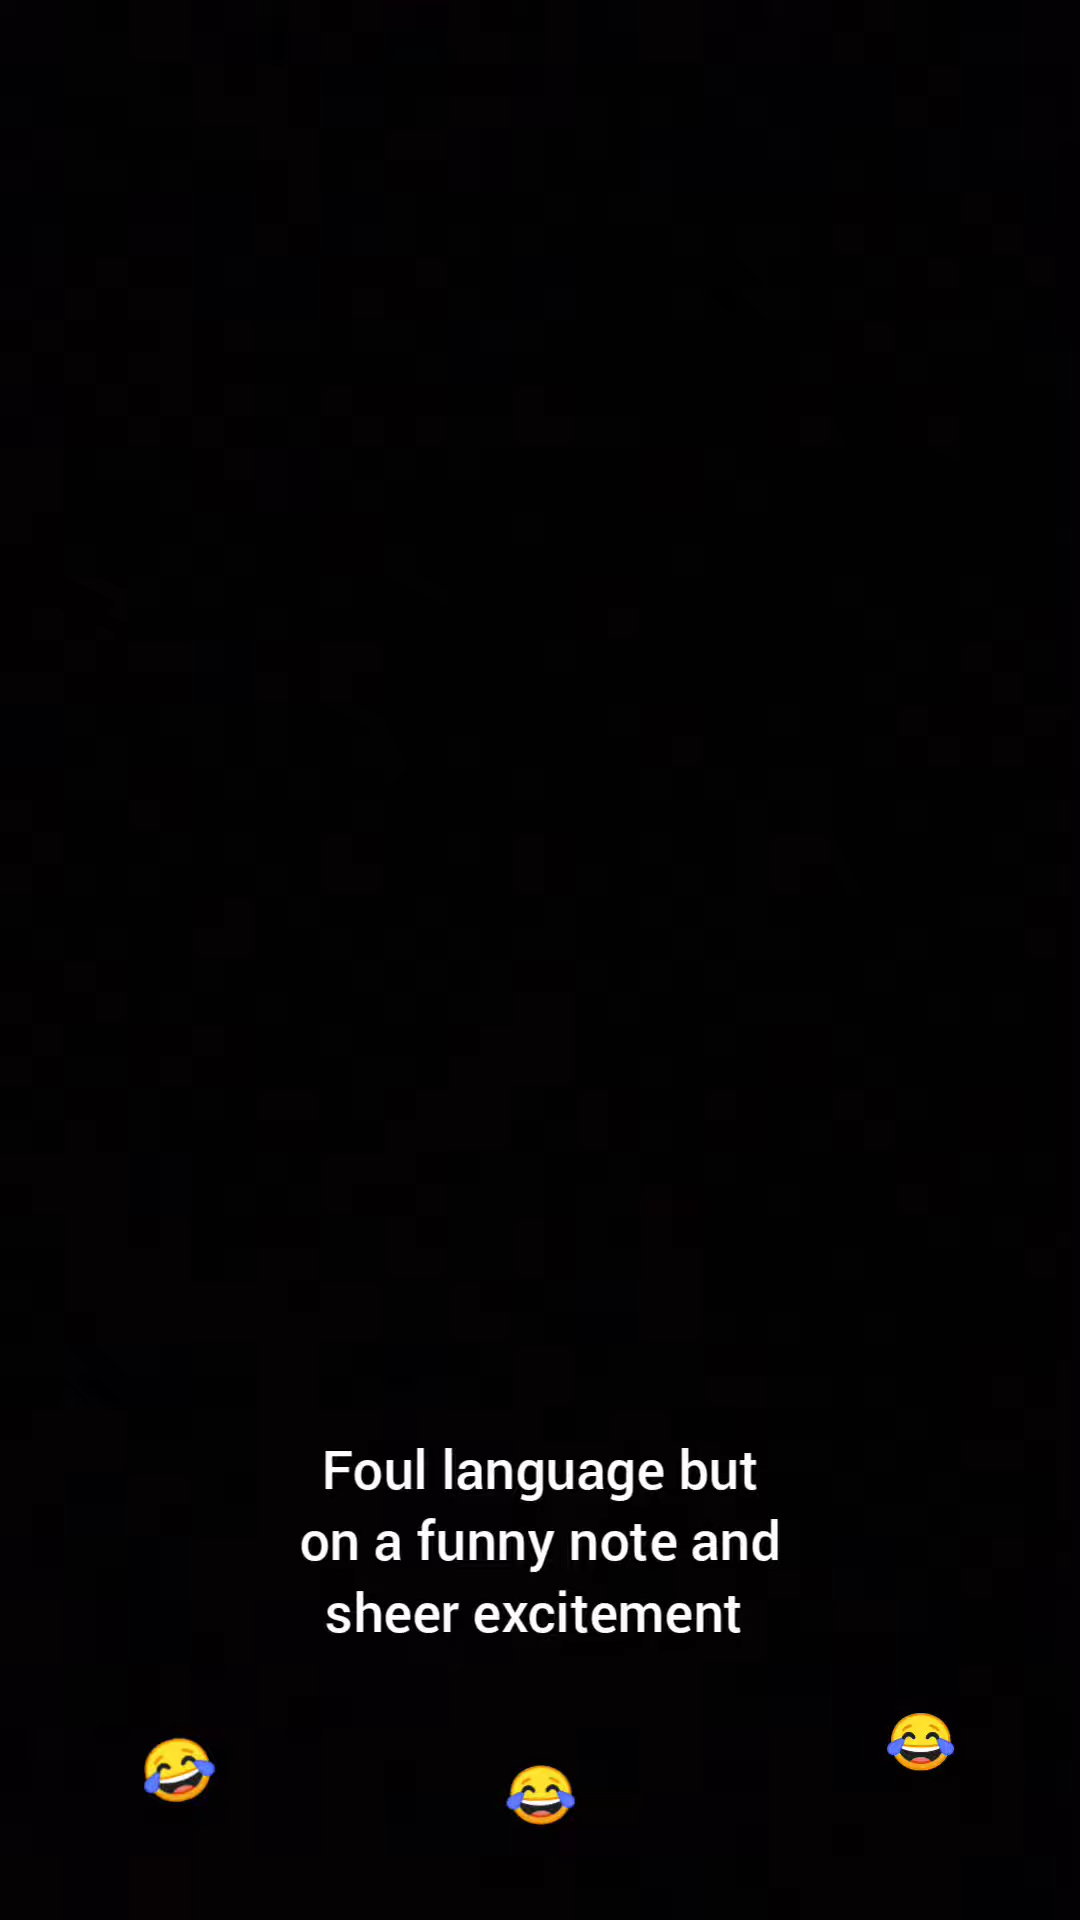 Foul language but
on a funny note and
sheer excitement
😂
😂
😂